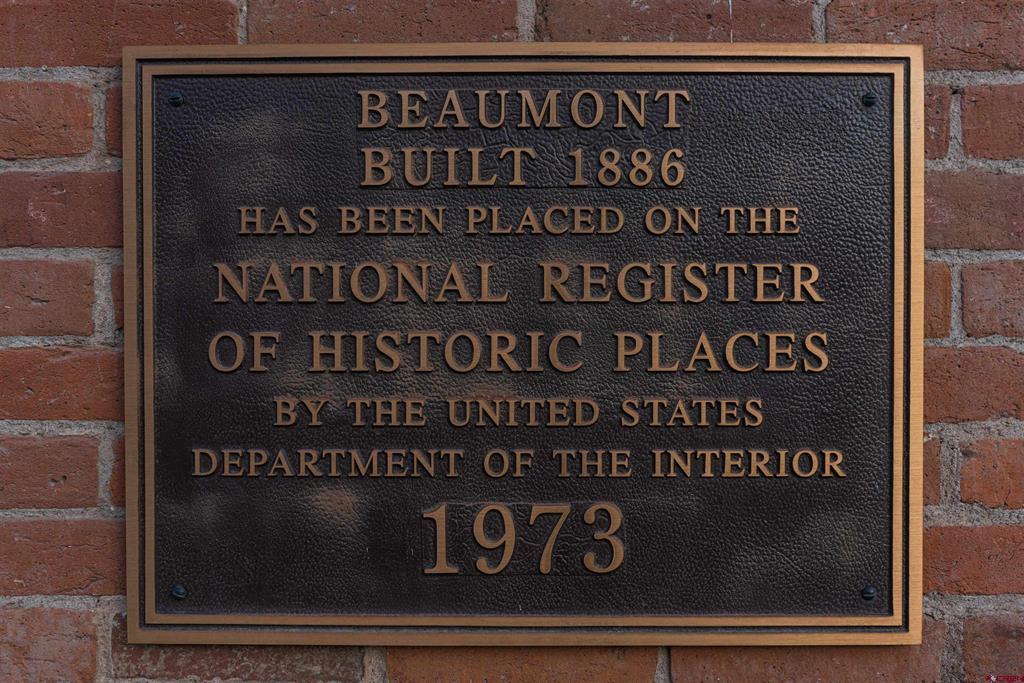 BEAUMONT
BUILT 1886
HAS BEEN PLACED ON THE
NATIONAL REGISTER
OF HISTORIC PLACES
BY THE UNITED STATES
DEPARTMENT OF THE INTERIOR
1973